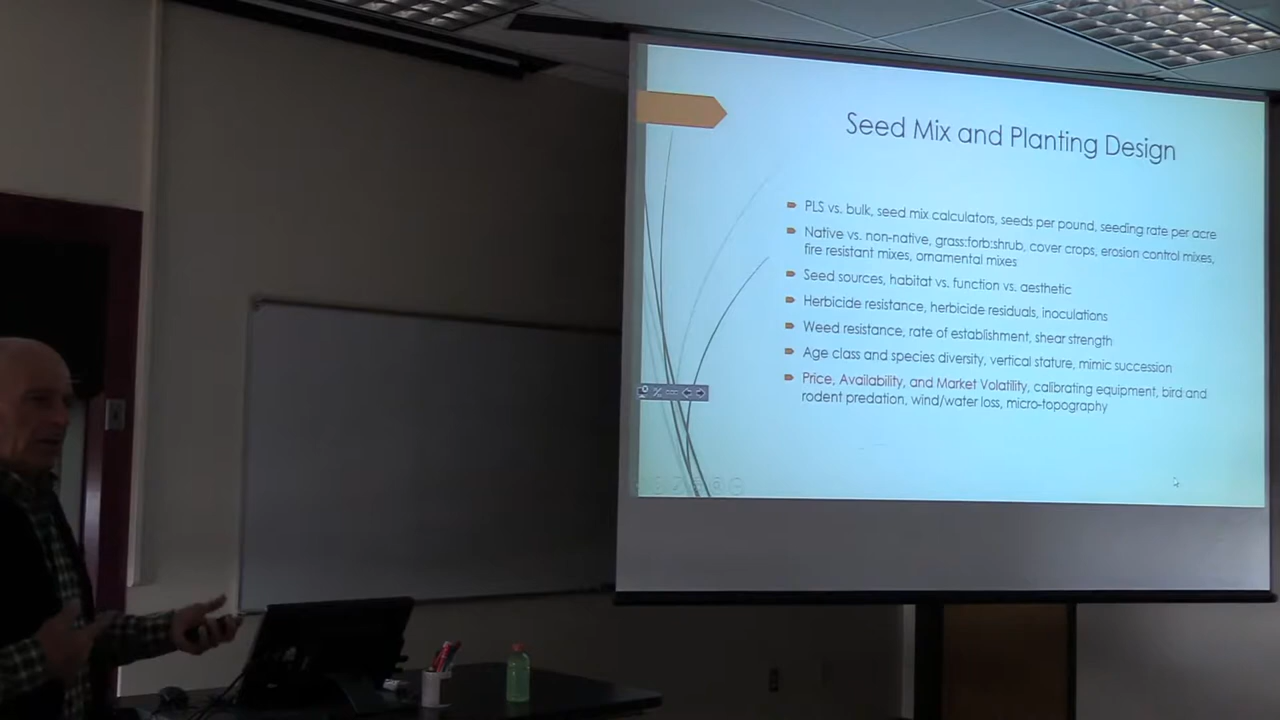 Seed Mix and Planting Design
PLS vs. bulk, seed mix calculators, seeds per pound, seeding rate per acre
Native vs. non-native, grass:forb:shrub, cover crops, erosion control mixes,
fire resistant mixes, ornamental mixes
Seed sources, habitat vs. function vs. aesthetic
Herbicide resistance, herbicide residuals, inoculations
Weed resistance, rate of establishment, shear strength
Age class and species diversity, vertical stature, mimic succession
Price, Availability, and Market Volatility, calibrating equipment, bird and
rodent predation, wind/water loss, micro-topography